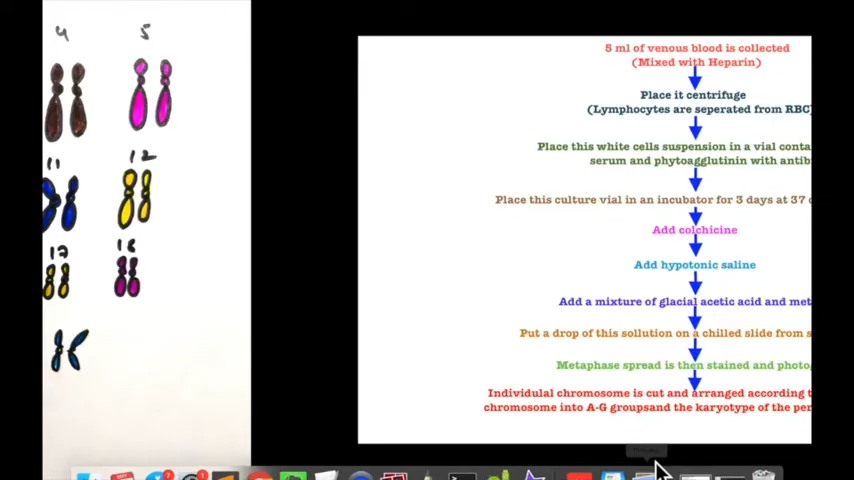 4 5
11 12
17 18
5 ml of venous blood is collected
(Mixed with Heparin)
Place it centrifuge
(Lymphocytes are seperated from RBC)
Place this white cells suspension in a vial conta
serum and phytoagglutinin with antib
Place this culture vial in an incubator for 3 days at 37
Add colchicine
Add hypotonic saline
Add a mixture of glacial acetic acid and met
Put a drop of this sollution on a chilled slide from s
Metaphase spread is then stained and photo
Individulal chromosome is cut and arranged according t
chromosome into A-G groupsand the karyotype of the per